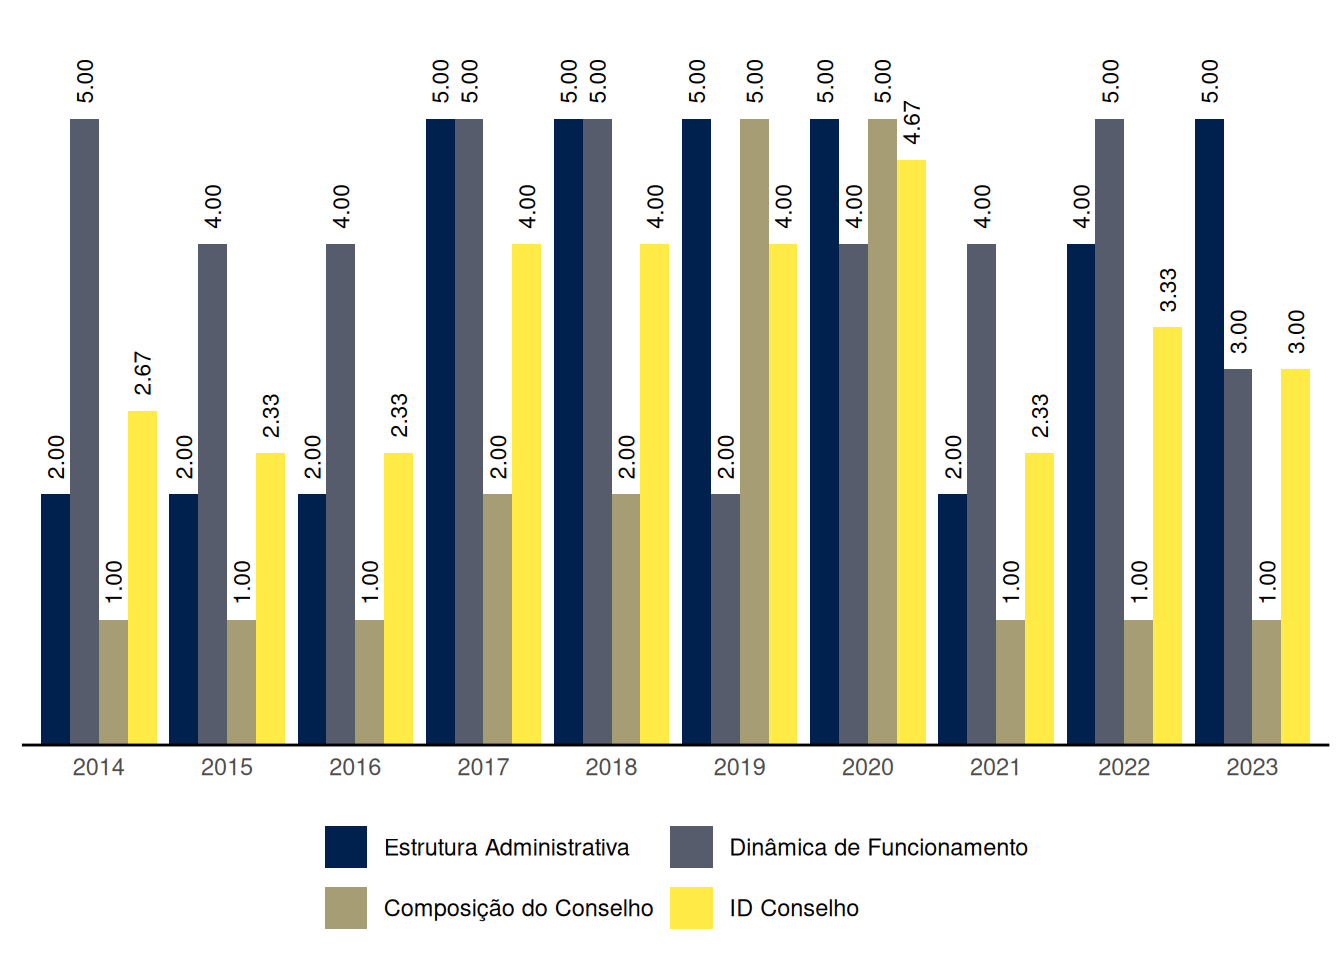 5.00 5.00 5.00 5.00 5.00 5.00 5.00 5.00 5.00 5.00 5.00
4.67
4.00 4.00 4.00 4.00 4.00 4.00 4.00 4.00
3.33
3.00 3.00
2.67
2.33 2.33 2.33
2.00 2.00 2.00 2.00 2.00 2.00 2.00
1.00 1.00 1.00 1.00 1.00 1.00
2014 2015 2016 2017 2018 2019 2020 2021 2022 2023
Estrutura Administrativa Dinâmica de Funcionamento
Composição do Conselho ID Conselho